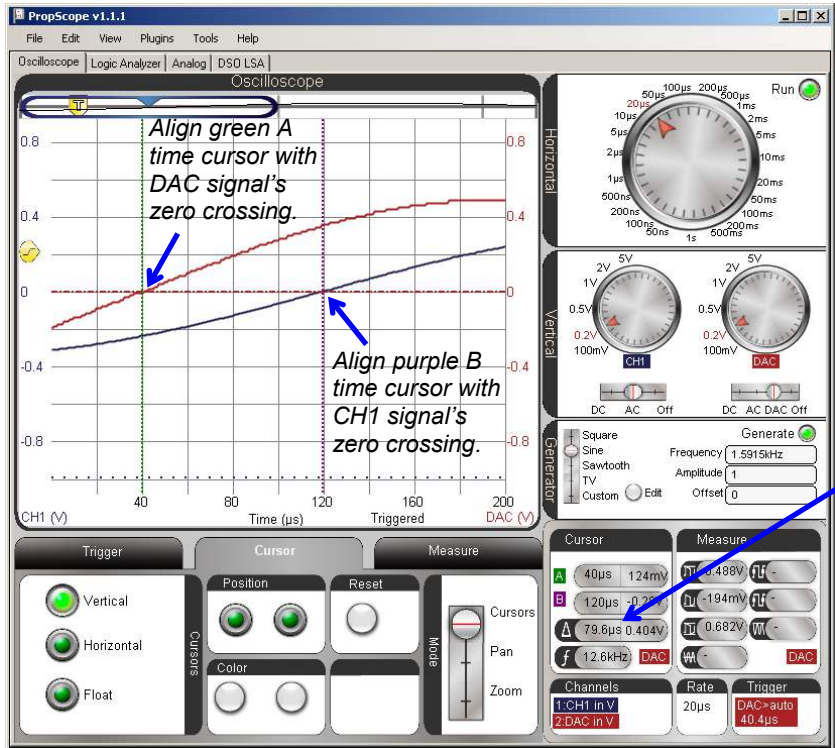 PropScope v1.1.1
File Edit View Plugins Tools Help
Oscilloscope Logic Analyzer Analog DSO LSA
Oscilloscope
T
0.8
0.4
0
-0.4
-0.8
0.8
0.4
0
-0.4
-0.8
Align green A
time cursor with
DAC signal's
zero crossing.
Align purple B
time cursor with
CH1 signal's
zero crossing.
40 80 120 160 200
CH1 (V) Time (µs) Triggered DAC (V)
Horizontal
Run
50ns
100ns
200ns
500ns
1µs
2µs
5µs
10µs
20µs
50µs
100µs
200µs
500µs
1ms
2ms
5ms
10ms
20ms
50ms
100ms
200ms
500ms
1s
Vertical
5V
2V
1V
0.5V
0.2V
100mV
CH1
DC AC Off
5V
2V
1V
0.5V
0.2V
100mV
DAC
DC AC DAC Off
Generator
Square
Sine
Sawtooth
TV
Custom Edit
Generate
Frequency 1.5915kHz
Amplitude 1
Offset 0
Trigger Cursor Measure
Vertical
Horizontal
Float
Cursors
Position
Reset
Color
Mode
Cursors
Pan
Zoom
Cursor
A 40µs 124mV
B 120µs
Δ 79.6µs 0.404V
f 12.6kHz DAC
Measure
0.488V -
-194mV -
0.682V -
-
DAC
Channels
1:CH1 in V
2:DAC in V
Rate
20µs
Trigger
DAC>auto
40.4µs